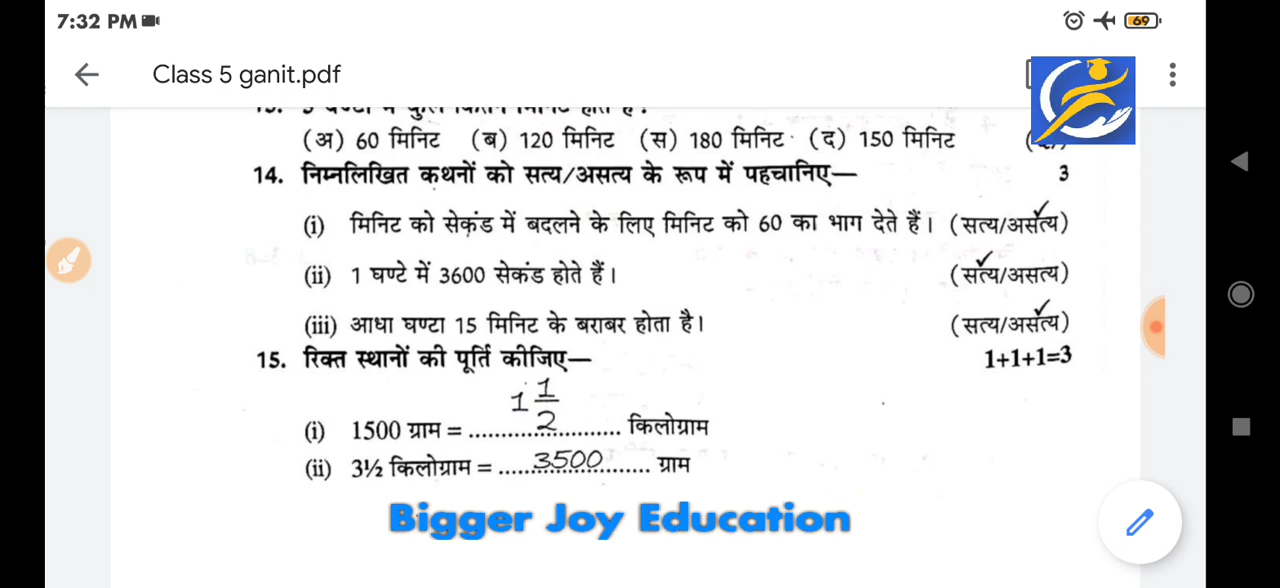 7:32 PM
69
Class 5 ganit.pdf
(अ) 60 मिनिट (ब) 120 मिनिट (स) 180 मिनिट (द) 150 मिनिट
14. निम्नलिखित कथनों को सत्य/असत्य के रूप में पहचानिए— 3
(i) मिनिट को सेकंड में बदलने के लिए मिनिट को 60 का भाग देते हैं। (सत्य/असत्य)
(ii) 1 घण्टे में 3600 सेकंड होते हैं। (सत्य/असत्य)
(iii) आधा घण्टा 15 मिनिट के बराबर होता है। (सत्य/असत्य)
15. रिक्त स्थानों की पूर्ति कीजिए— 1+1+1=3
(i) 1500 ग्राम = ........1 1/2........ किलोग्राम
(ii) 3½ किलोग्राम = .....3500....... ग्राम
Bigger Joy Education